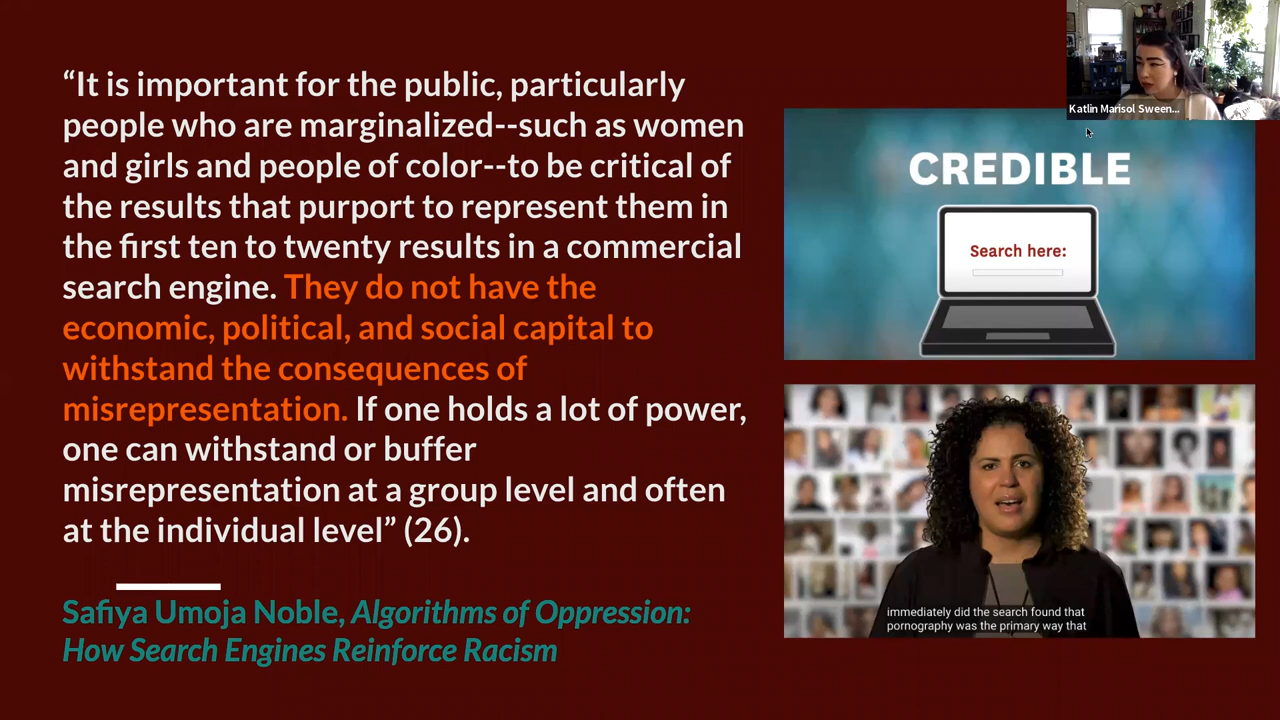 “It is important for the public, particularly
people who are marginalized--such as women
and girls and people of color--to be critical of
the results that purport to represent them in
the first ten to twenty results in a commercial
search engine. They do not have the
economic, political, and social capital to
withstand the consequences of
misrepresentation. If one holds a lot of power,
one can withstand or buffer
misrepresentation at a group level and often
at the individual level” (26).
Safiya Umoja Noble, Algorithms of Oppression:
How Search Engines Reinforce Racism
Katlin Marisol Sween...
CREDIBLE
Search here:
immediately did the search found that
pornography was the primary way that